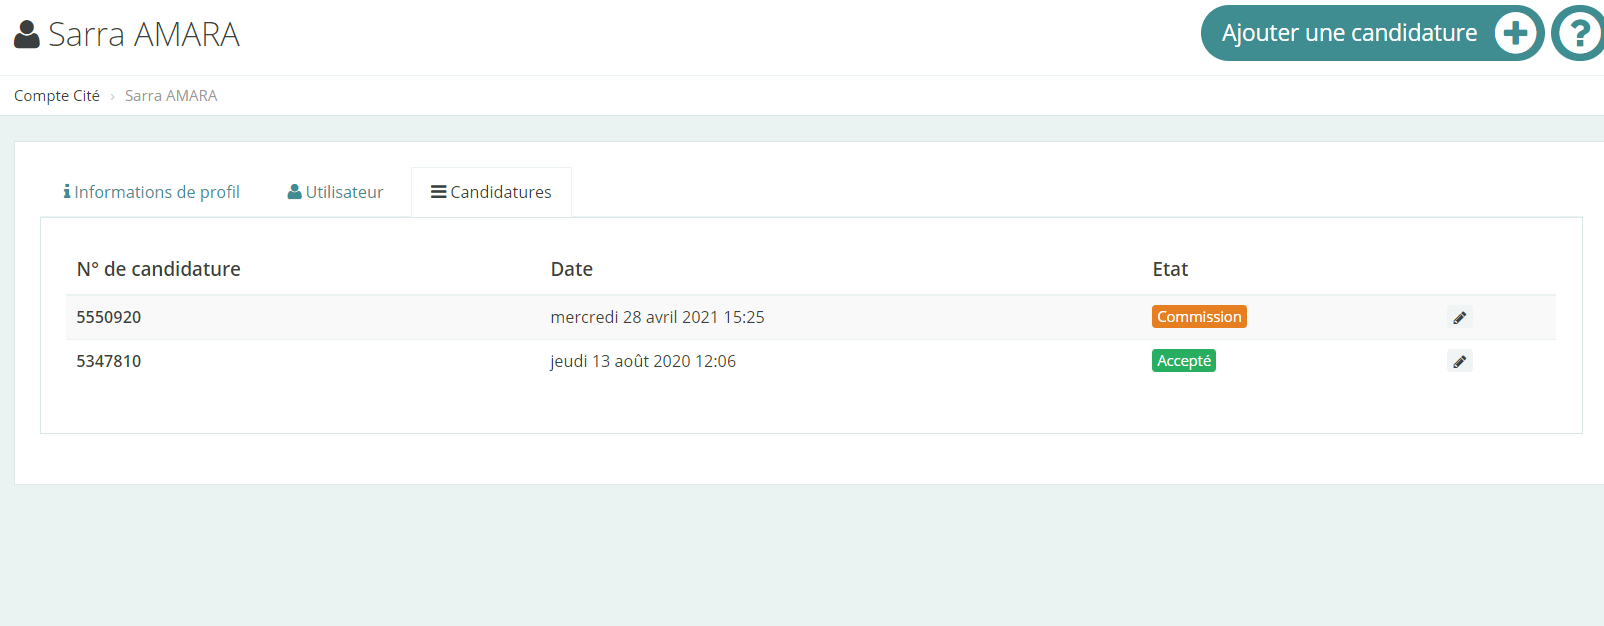 Sarra AMARA
Ajouter une candidature
Compte Cité › Sarra AMARA
Informations de profil Utilisateur Candidatures
N° de candidature Date Etat
5550920 mercredi 28 avril 2021 15:25 Commission
5347810 jeudi 13 août 2020 12:06 Accepté